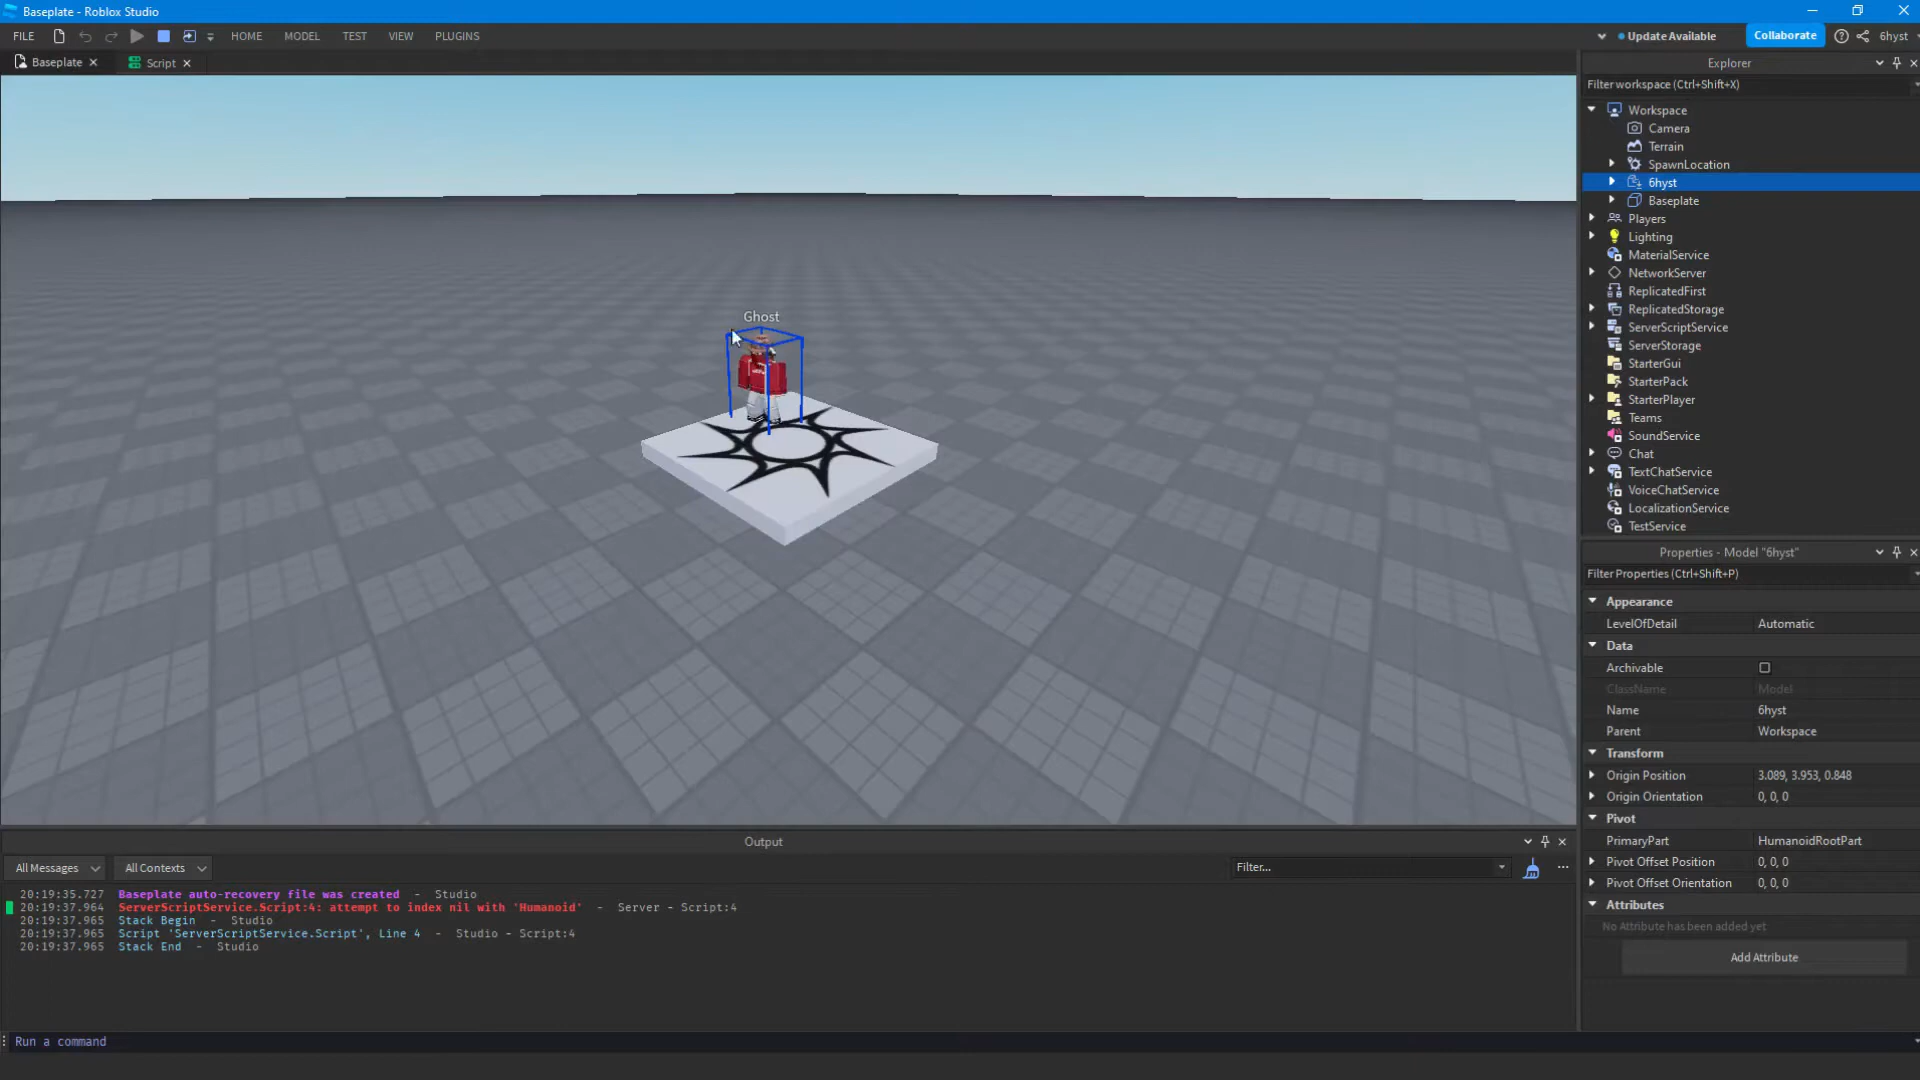 Baseplate - Roblox Studio
FILE HOME MODEL TEST VIEW PLUGINS Update Available Collaborate 6hyst
Baseplate Script
Ghost
Explorer
Filter workspace (Ctrl+Shift+X)
Workspace
Camera
Terrain
SpawnLocation
6hyst
Baseplate
Players
Lighting
MaterialService
NetworkServer
ReplicatedFirst
ReplicatedStorage
ServerScriptService
ServerStorage
StarterGui
StarterPack
StarterPlayer
Teams
SoundService
Chat
TextChatService
VoiceChatService
LocalizationService
TestService
Properties - Model "6hyst"
Filter Properties (Ctrl+Shift+P)
Appearance
LevelOfDetail Automatic
Data
Archivable
ClassName Model
Name 6hyst
Parent Workspace
Transform
Origin Position 3.089, 3.953, 0.848
Origin Orientation 0, 0, 0
Pivot
PrimaryPart HumanoidRootPart
Pivot Offset Position 0, 0, 0
Pivot Offset Orientation 0, 0, 0
Attributes
No Attribute has been added yet
Add Attribute
Output
All Messages All Contexts Filter...
20:19:35.727 Baseplate auto-recovery file was created - Studio
20:19:37.964 ServerScriptService.Script:4: attempt to index nil with 'Humanoid' - Server - Script:4
20:19:37.965 Stack Begin - Studio
20:19:37.965 Script 'ServerScriptService.Script', Line 4 - Studio - Script:4
20:19:37.965 Stack End - Studio
Run a command